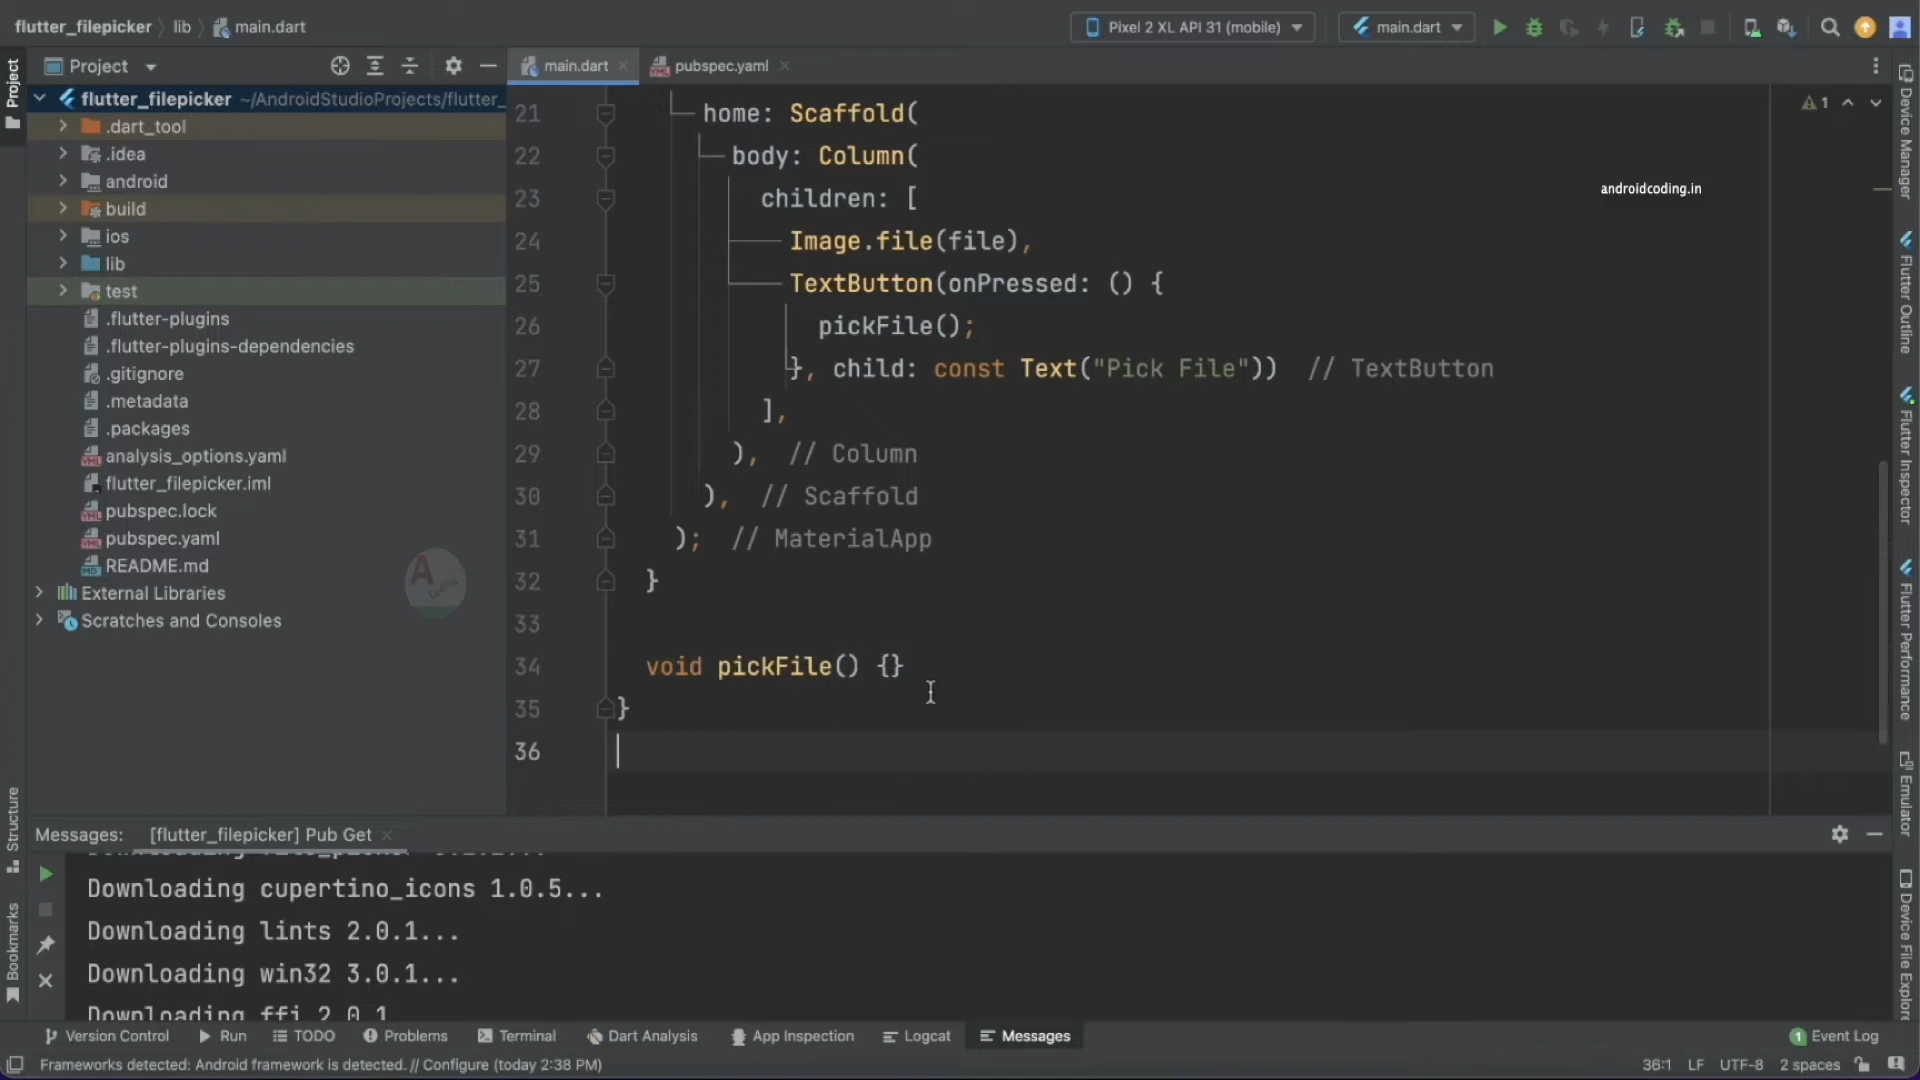 flutter_filepicker
lib
main.dart
Pixel 2 XL API 31 (mobile)
main.dart
Project
Project
main.dart
pubspec.yaml
flutter_filepicker ~/AndroidStudioProjects/flutter_
.dart_tool
.idea
android
build
ios
lib
test
.flutter-plugins
.flutter-plugins-dependencies
.gitignore
.metadata
.packages
analysis_options.yaml
flutter_filepicker.iml
pubspec.lock
pubspec.yaml
README.md
External Libraries
Scratches and Consoles
21 home: Scaffold(
22 body: Column(
23 children: [
24 Image.file(file),
25 TextButton(onPressed: () {
26 pickFile();
27 }, child: const Text("Pick File")) // TextButton
28 ],
29 ), // Column
30 ), // Scaffold
31 ); // MaterialApp
32 }
33
34 void pickFile() {}
35 }
36
1
androidcoding.in
Device Manager
Flutter Outline
Flutter Inspector
Flutter Performance
Emulator
Device File Explorer
Structure
Bookmarks
Messages: [flutter_filepicker] Pub Get
Downloading cupertino_icons 1.0.5...
Downloading lints 2.0.1...
Downloading win32 3.0.1...
Downloading ffi 2.0.1
Version Control
Run
TODO
Problems
Terminal
Dart Analysis
App Inspection
Logcat
Messages
1 Event Log
Frameworks detected: Android framework is detected. // Configure (today 2:38 PM)
36:1 LF UTF-8 2 spaces